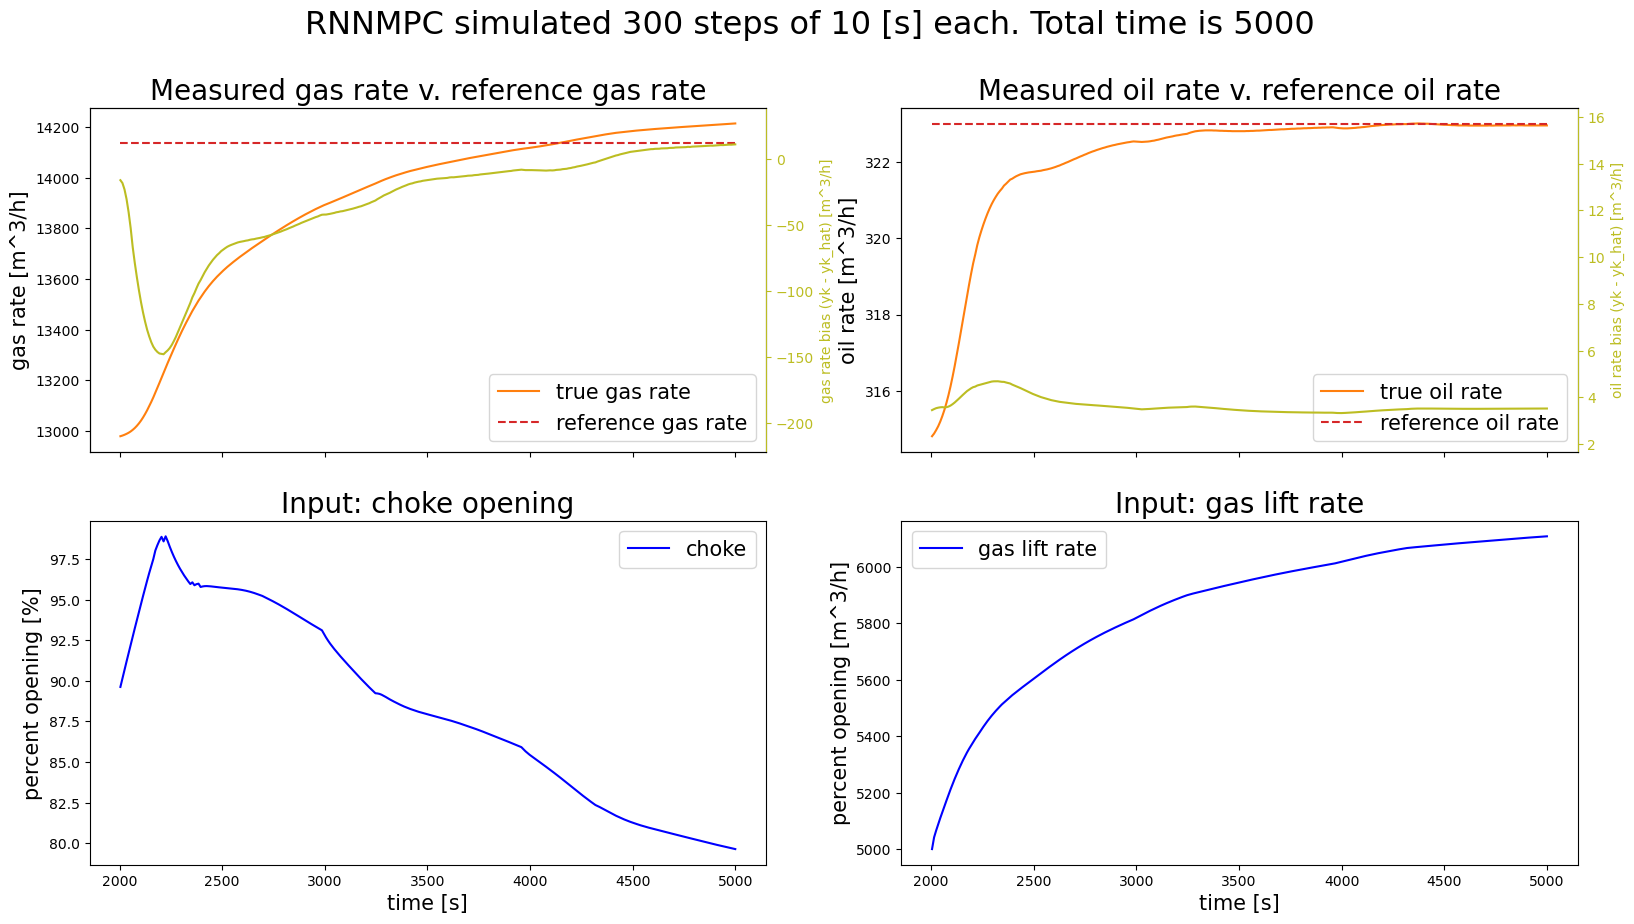 RNNMPC simulated 300 steps of 10 [s] each. Total time is 5000
Measured gas rate v. reference gas rate
gas rate [m^3/h]
14200
14000
13800
13600
13400
13200
13000
0
−50
−100
−150
−200
gas rate bias (yk - yk_hat) [m^3/h]
true gas rate
reference gas rate
Measured oil rate v. reference oil rate
oil rate [m^3/h]
322
320
318
316
16
14
12
10
8
6
4
2
oil rate bias (yk - yk_hat) [m^3/h]
true oil rate
reference oil rate
Input: choke opening
percent opening [%]
97.5
95.0
92.5
90.0
87.5
85.0
82.5
80.0
choke
2000 2500 3000 3500 4000 4500 5000
time [s]
Input: gas lift rate
percent opening [m^3/h]
6000
5800
5600
5400
5200
5000
gas lift rate
2000 2500 3000 3500 4000 4500 5000
time [s]